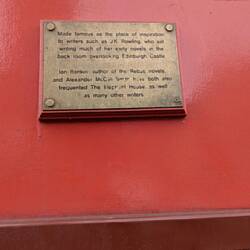 Made famous as the place of inspiration
to writers such as J.K. Rowling, who sat
writing much of her early novels in the
back room overlooking Edinburgh Castle.
Ian Rankin, author of the Rebus novels,
and Alexander McCall Smith have both also
frequented The Elephant House, as well
as many other writers.